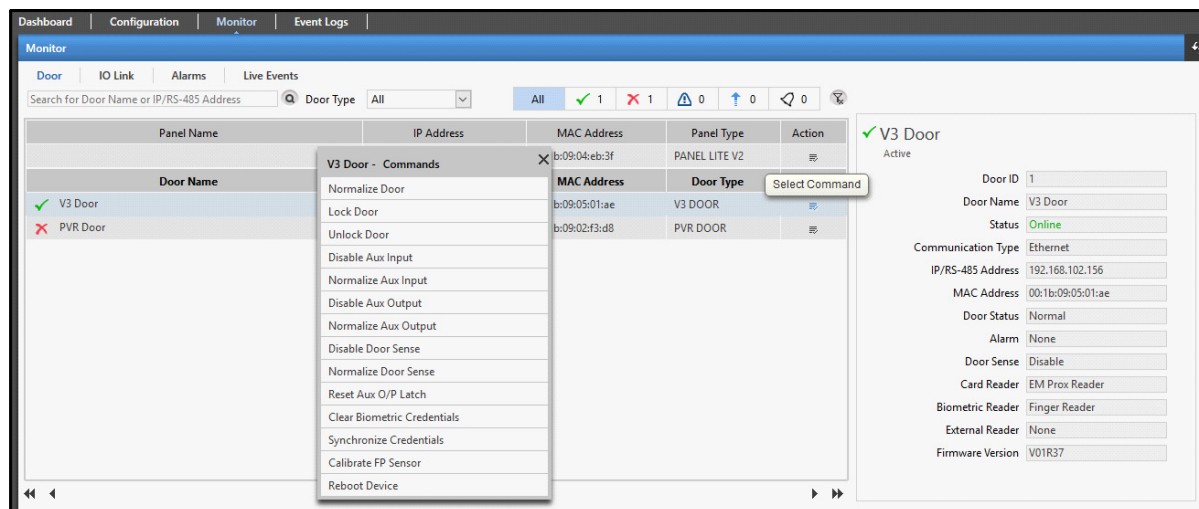 Dashboard Configuration Monitor Event Logs
Monitor
Door IO Link Alarms Live Events
Search for Door Name or IP/RS-485 Address Door Type All All 1 1 0 0 0
Panel Name IP Address MAC Address Panel Type Action
b:09:04:eb:3f PANEL LITE V2
Door Name MAC Address Door Type
Select Command
V3 Door b:09:05:01:ae V3 DOOR
PVR Door b:09:02:f3:d8 PVR DOOR
V3 Door - Commands
Normalize Door
Lock Door
Unlock Door
Disable Aux Input
Normalize Aux Input
Disable Aux Output
Normalize Aux Output
Disable Door Sense
Normalize Door Sense
Reset Aux O/P Latch
Clear Biometric Credentials
Synchronize Credentials
Calibrate FP Sensor
Reboot Device
V3 Door
Active
Door ID 1
Door Name V3 Door
Status Online
Communication Type Ethernet
IP/RS-485 Address 192.168.102.156
MAC Address 00:1b:09:05:01:ae
Door Status Normal
Alarm None
Door Sense Disable
Card Reader EM Prox Reader
Biometric Reader Finger Reader
External Reader None
Firmware Version V01R37